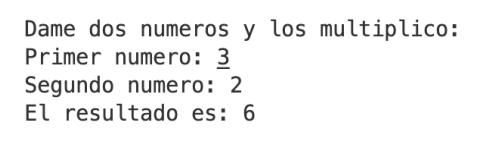 Dame dos numeros y los multiplico:
Primer numero: 3
Segundo numero: 2
El resultado es: 6